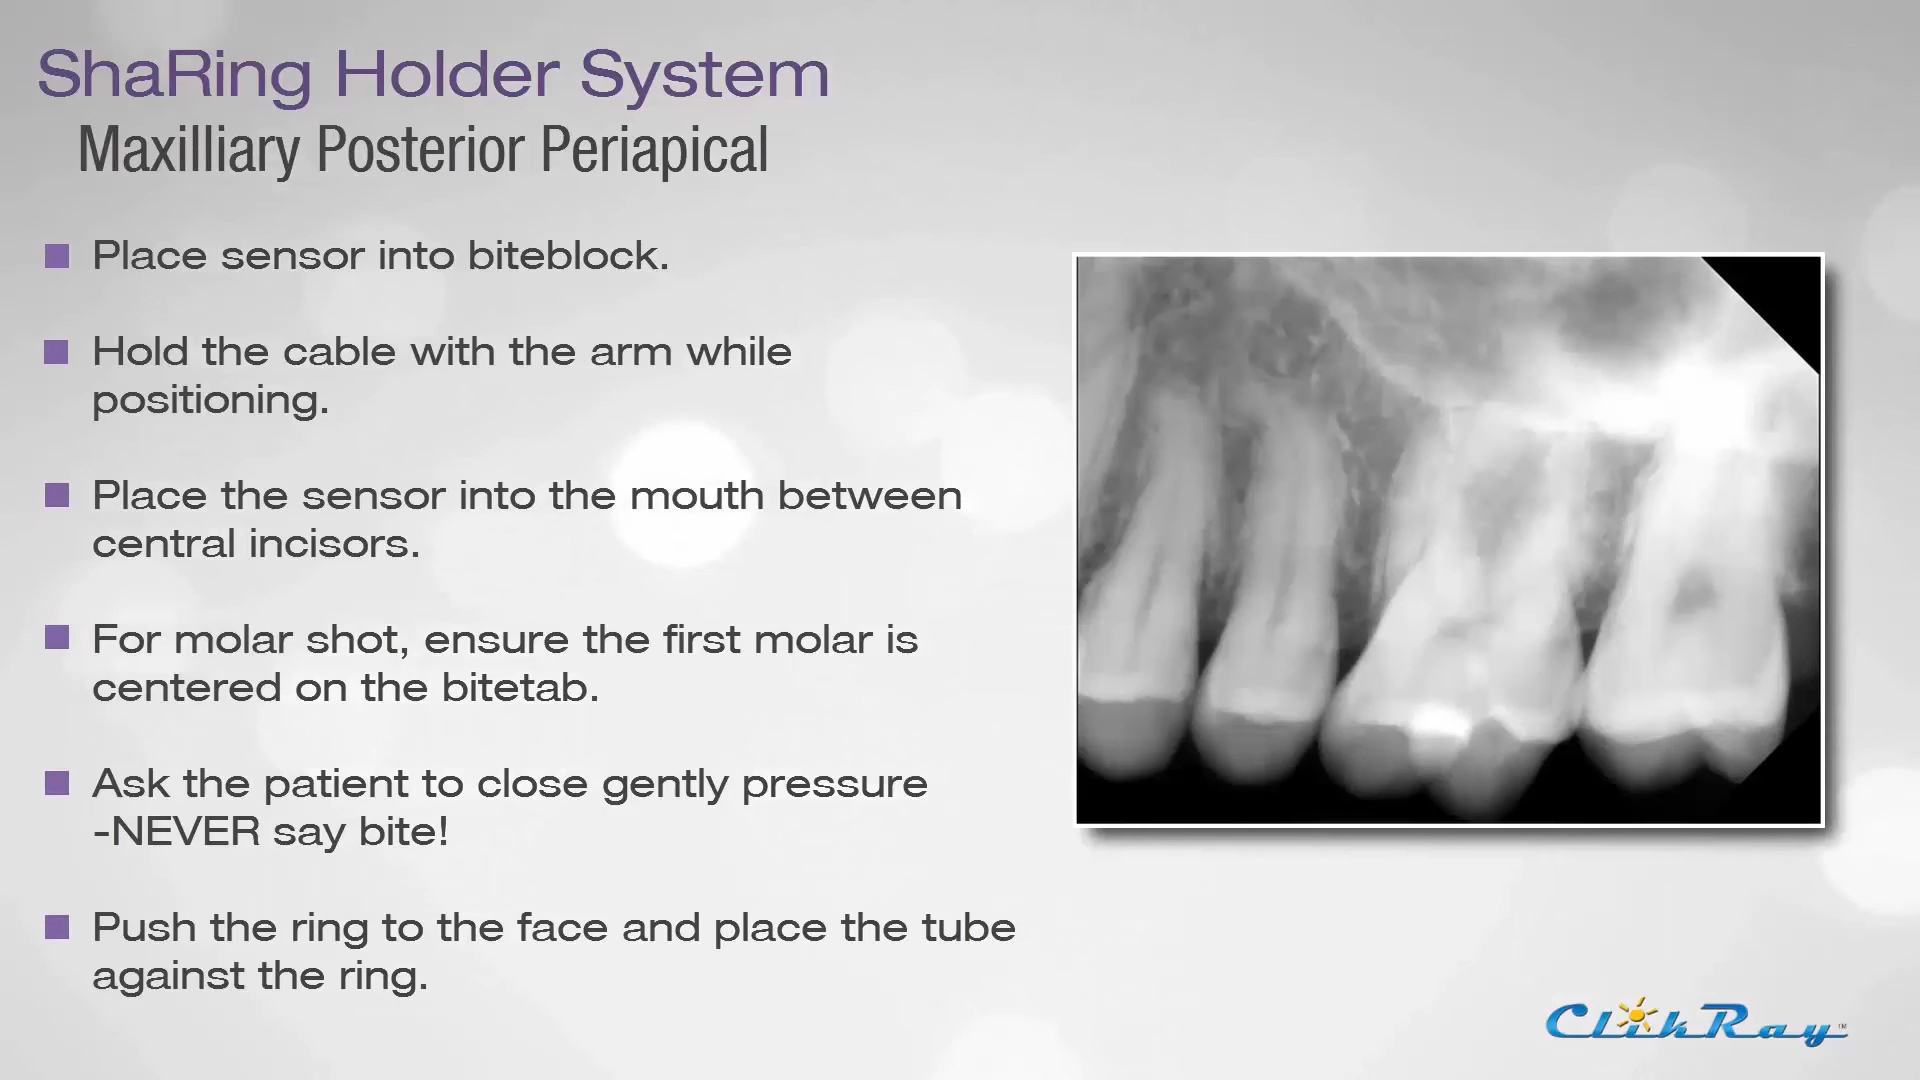 ShaRing Holder System
Maxilliary Posterior Periapical
Place sensor into biteblock.
Hold the cable with the arm while
positioning.
Place the sensor into the mouth between
central incisors.
For molar shot, ensure the first molar is
centered on the bitetab.
Ask the patient to close gently pressure
-NEVER say bite!
Push the ring to the face and place the tube
against the ring.
ClickRay™